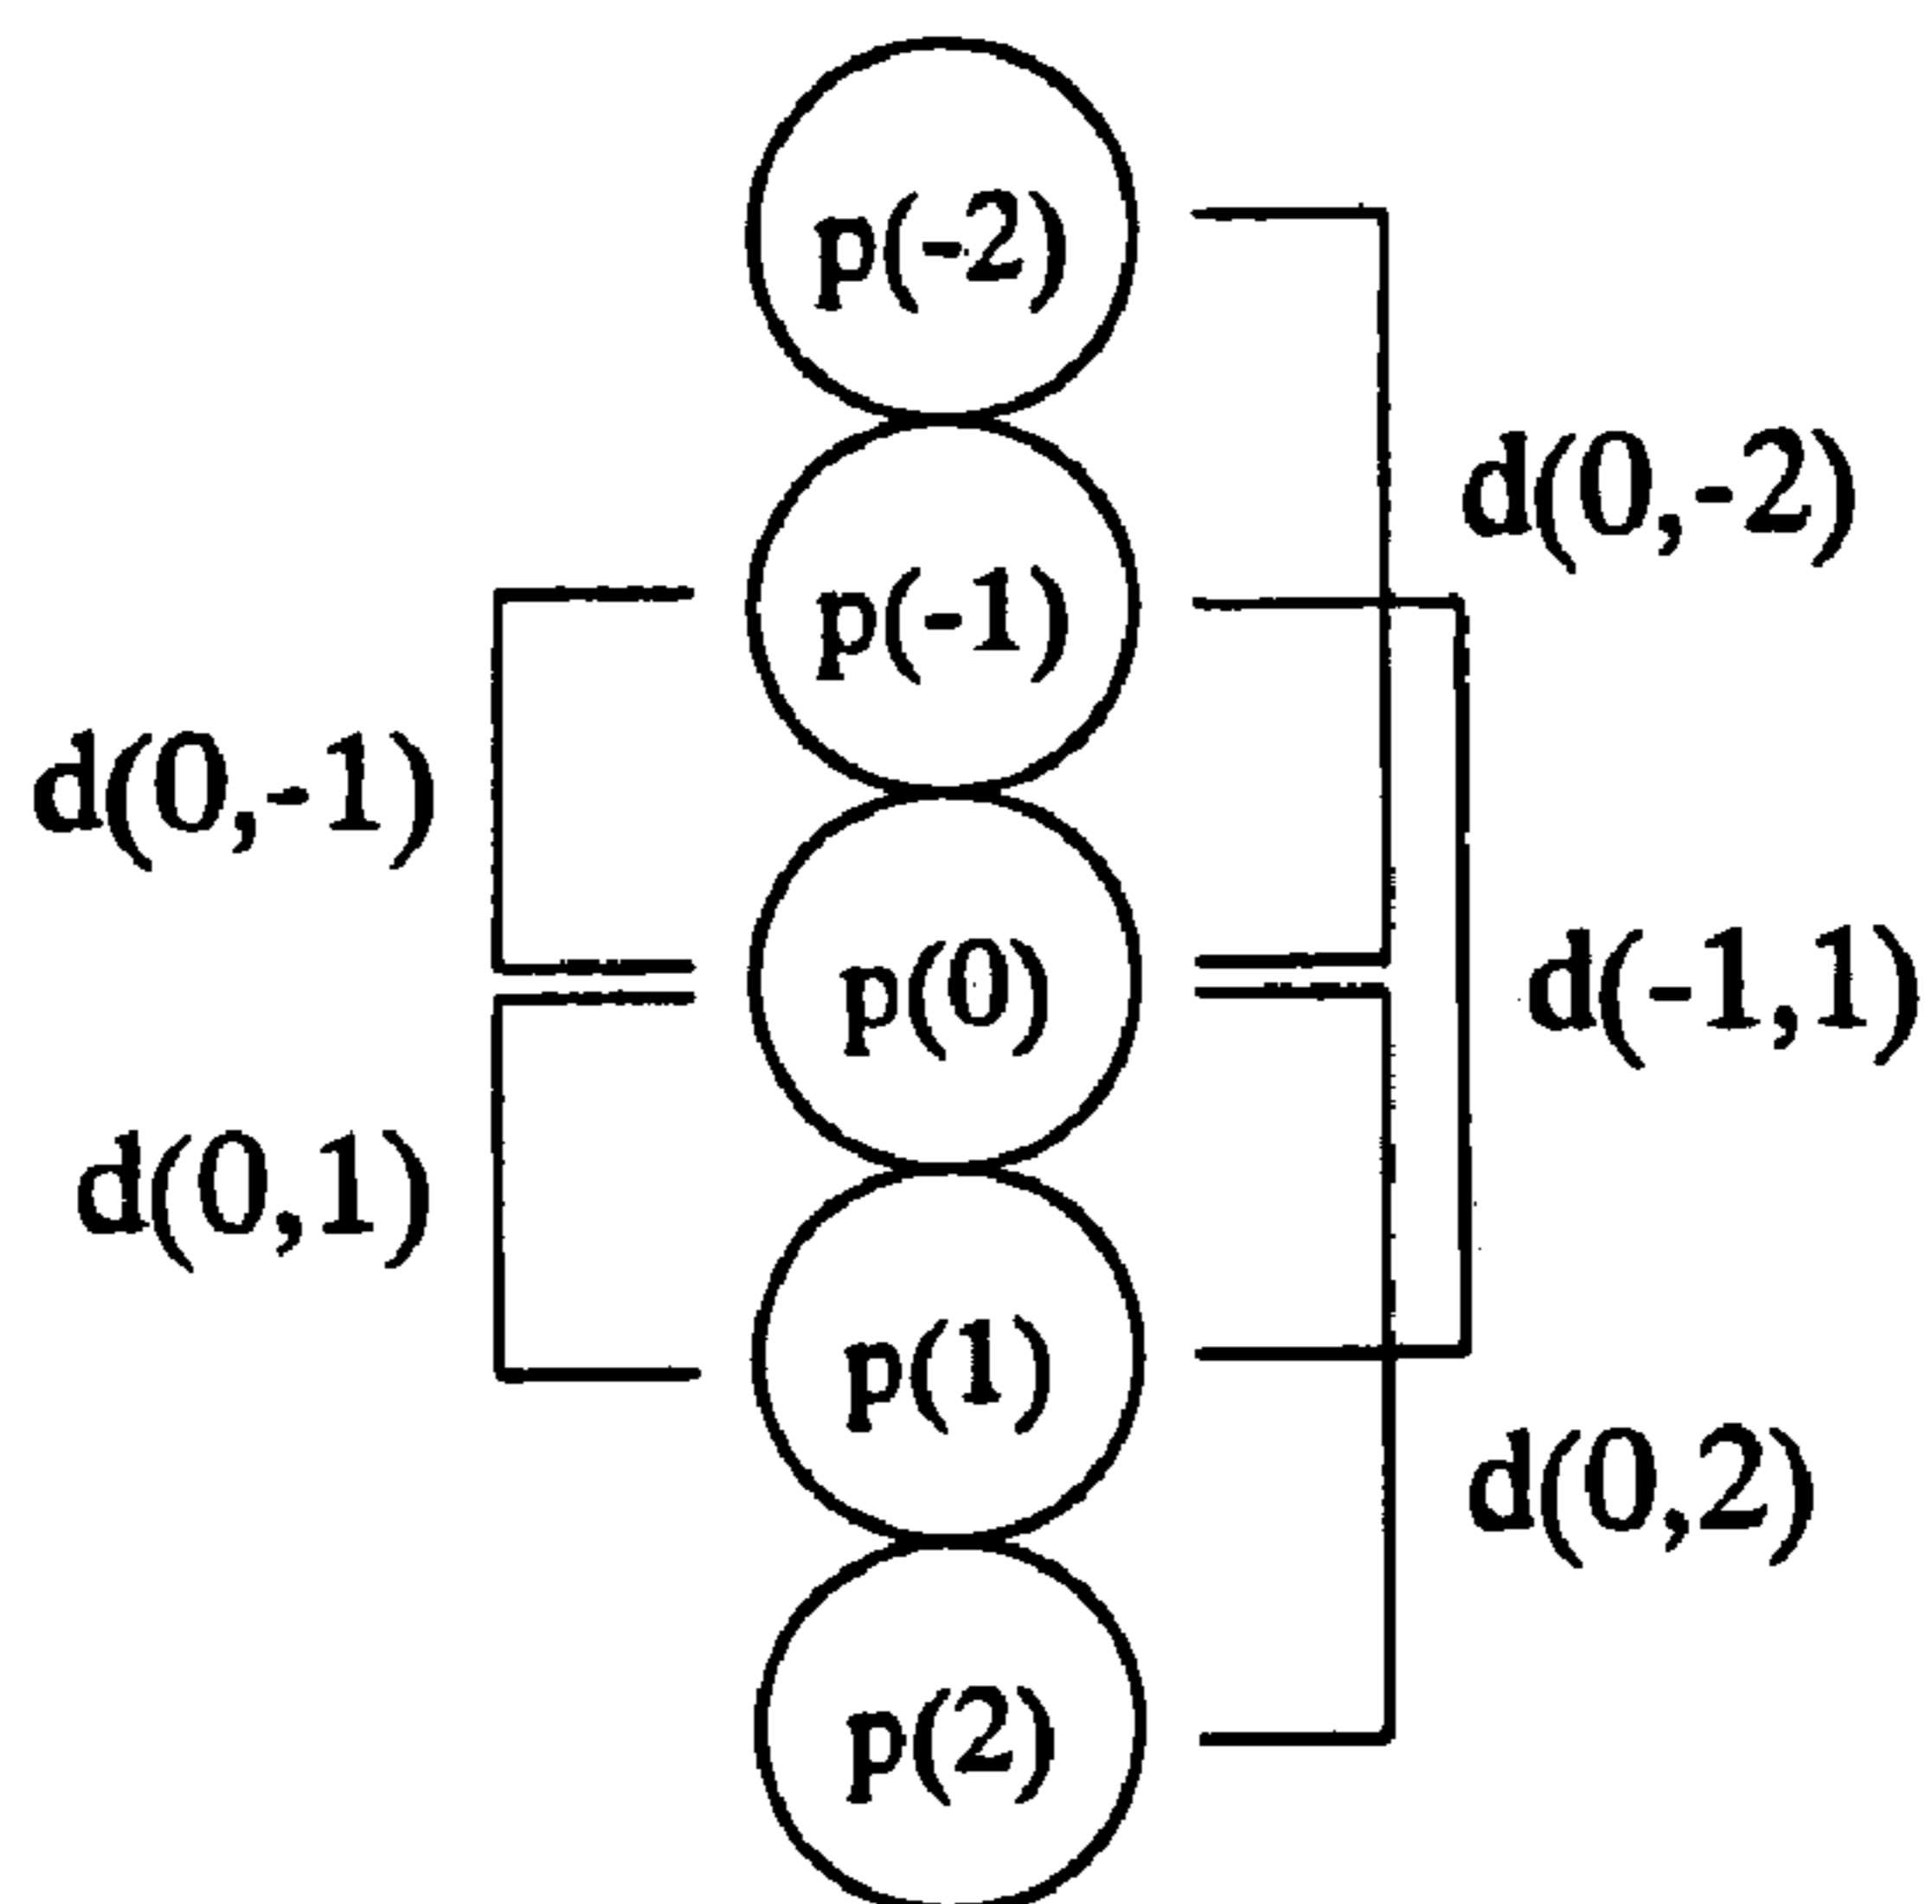 p(-2)
d(0,-2)
p(-1)
d(0,-1)
p(0)
d(-1,1)
d(0,1)
p(1)
d(0,2)
p(2)